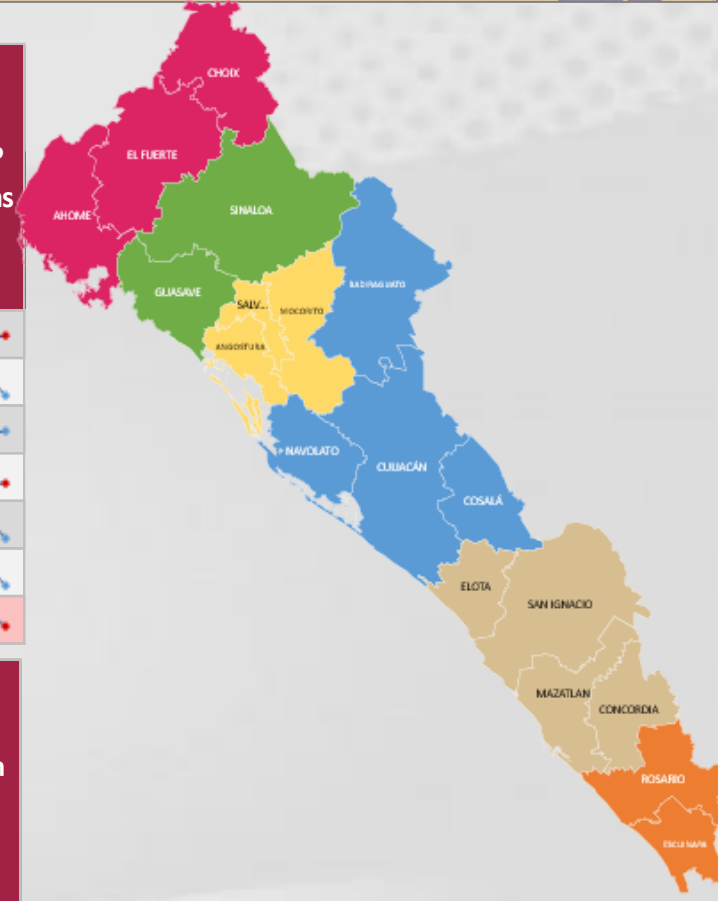 CHOIX
EL FUERTE
as
AHOME
SINALOA
BADIRAGUATO
GUASAVE
SALV...
MOCORITO
ANGOSTURA
NAVOLATO
CULIACÁN
COSALÁ
ELOTA
SAN IGNACIO
MAZATLAN
CONCORDIA
n
ROSARIO
ESCUINAPA